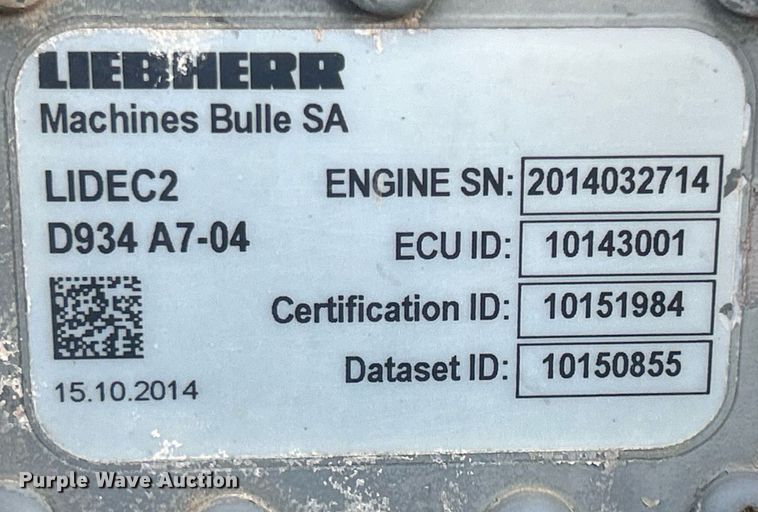 LIEBHERR
Machines Bulle SA
LIDEC2
D934 A7-04
ENGINE SN: 2014032714
ECU ID: 10143001
Certification ID: 10151984
Dataset ID: 10150855
15.10.2014
Purple Wave Auction